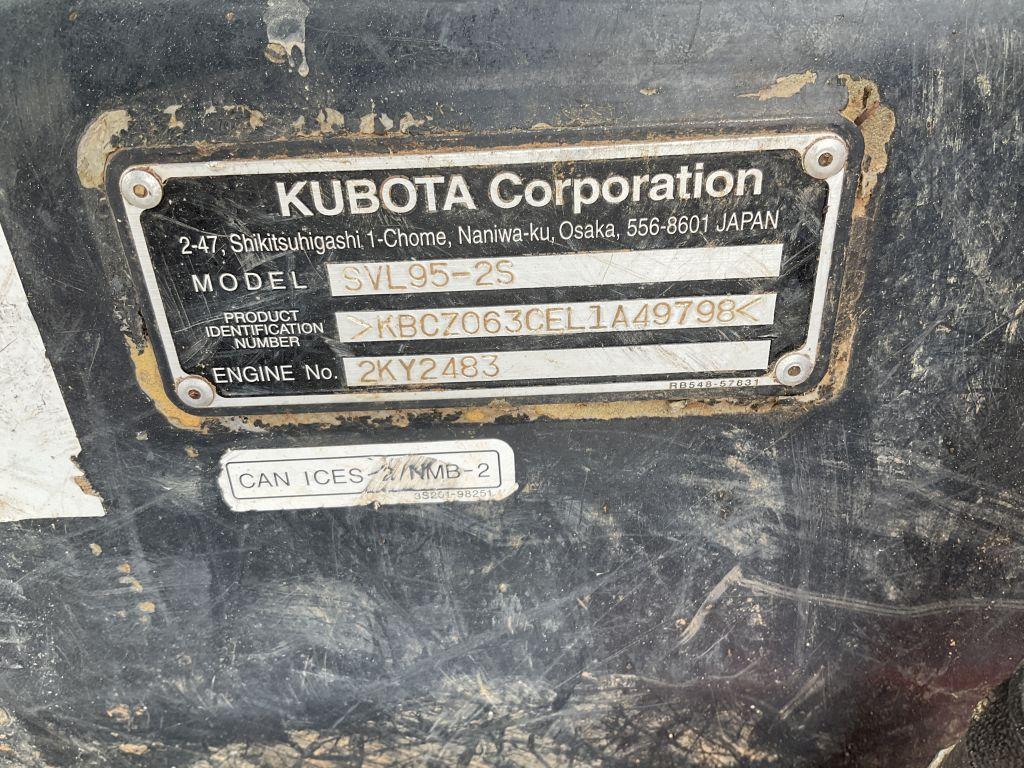 KUBOTA Corporation
2-47, Shikitsuhigashi 1-Chome, Naniwa-ku, Osaka, 556-8601 JAPAN
MODEL SVL95-2S
PRODUCT
IDENTIFICATION
NUMBER >KBCZ063CEL1A49798<
ENGINE No. 2KY2483
RB548-57831
CAN ICES-2/NMB-2
3S201-98251